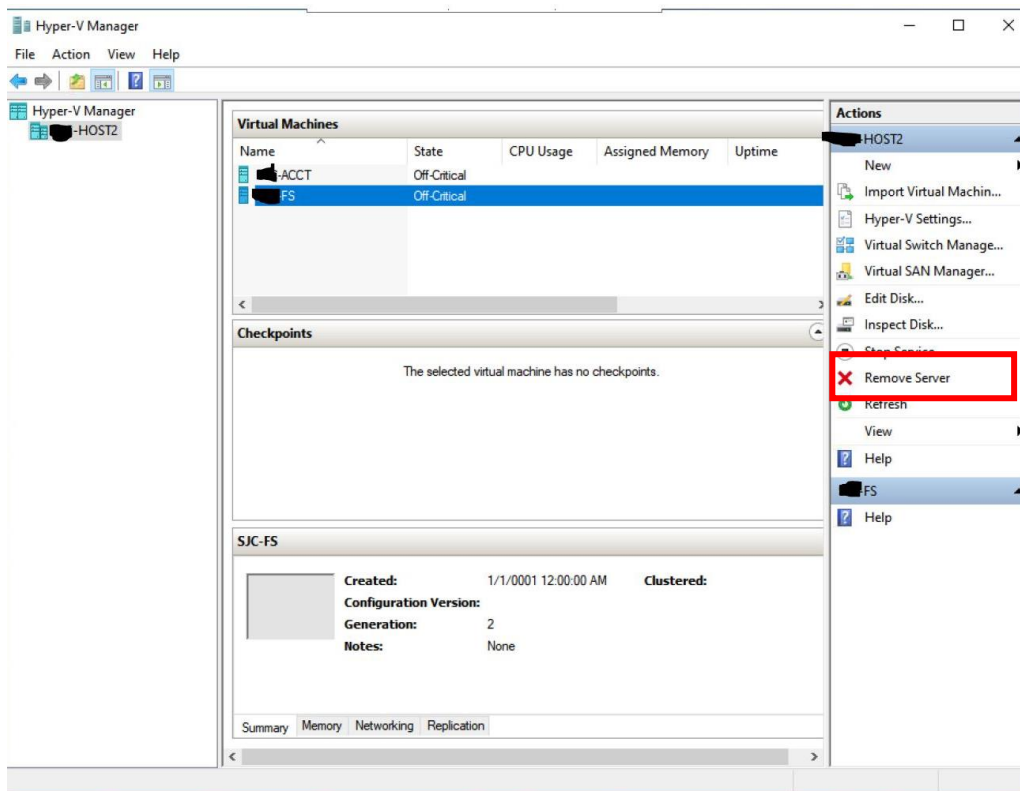 Hyper-V Manager
File Action View Help
Hyper-V Manager
-HOST2
Virtual Machines
Name State CPU Usage Assigned Memory Uptime
-ACCT Off-Critical
-FS Off-Critical
Checkpoints
The selected virtual machine has no checkpoints.
SJC-FS
Created: 1/1/0001 12:00:00 AM Clustered:
Configuration Version:
Generation: 2
Notes: None
Summary Memory Networking Replication
Actions
-HOST2
New
Import Virtual Machin...
Hyper-V Settings...
Virtual Switch Manage...
Virtual SAN Manager...
Edit Disk...
Inspect Disk...
Stop Service
Remove Server
Refresh
View
Help
-FS
Help